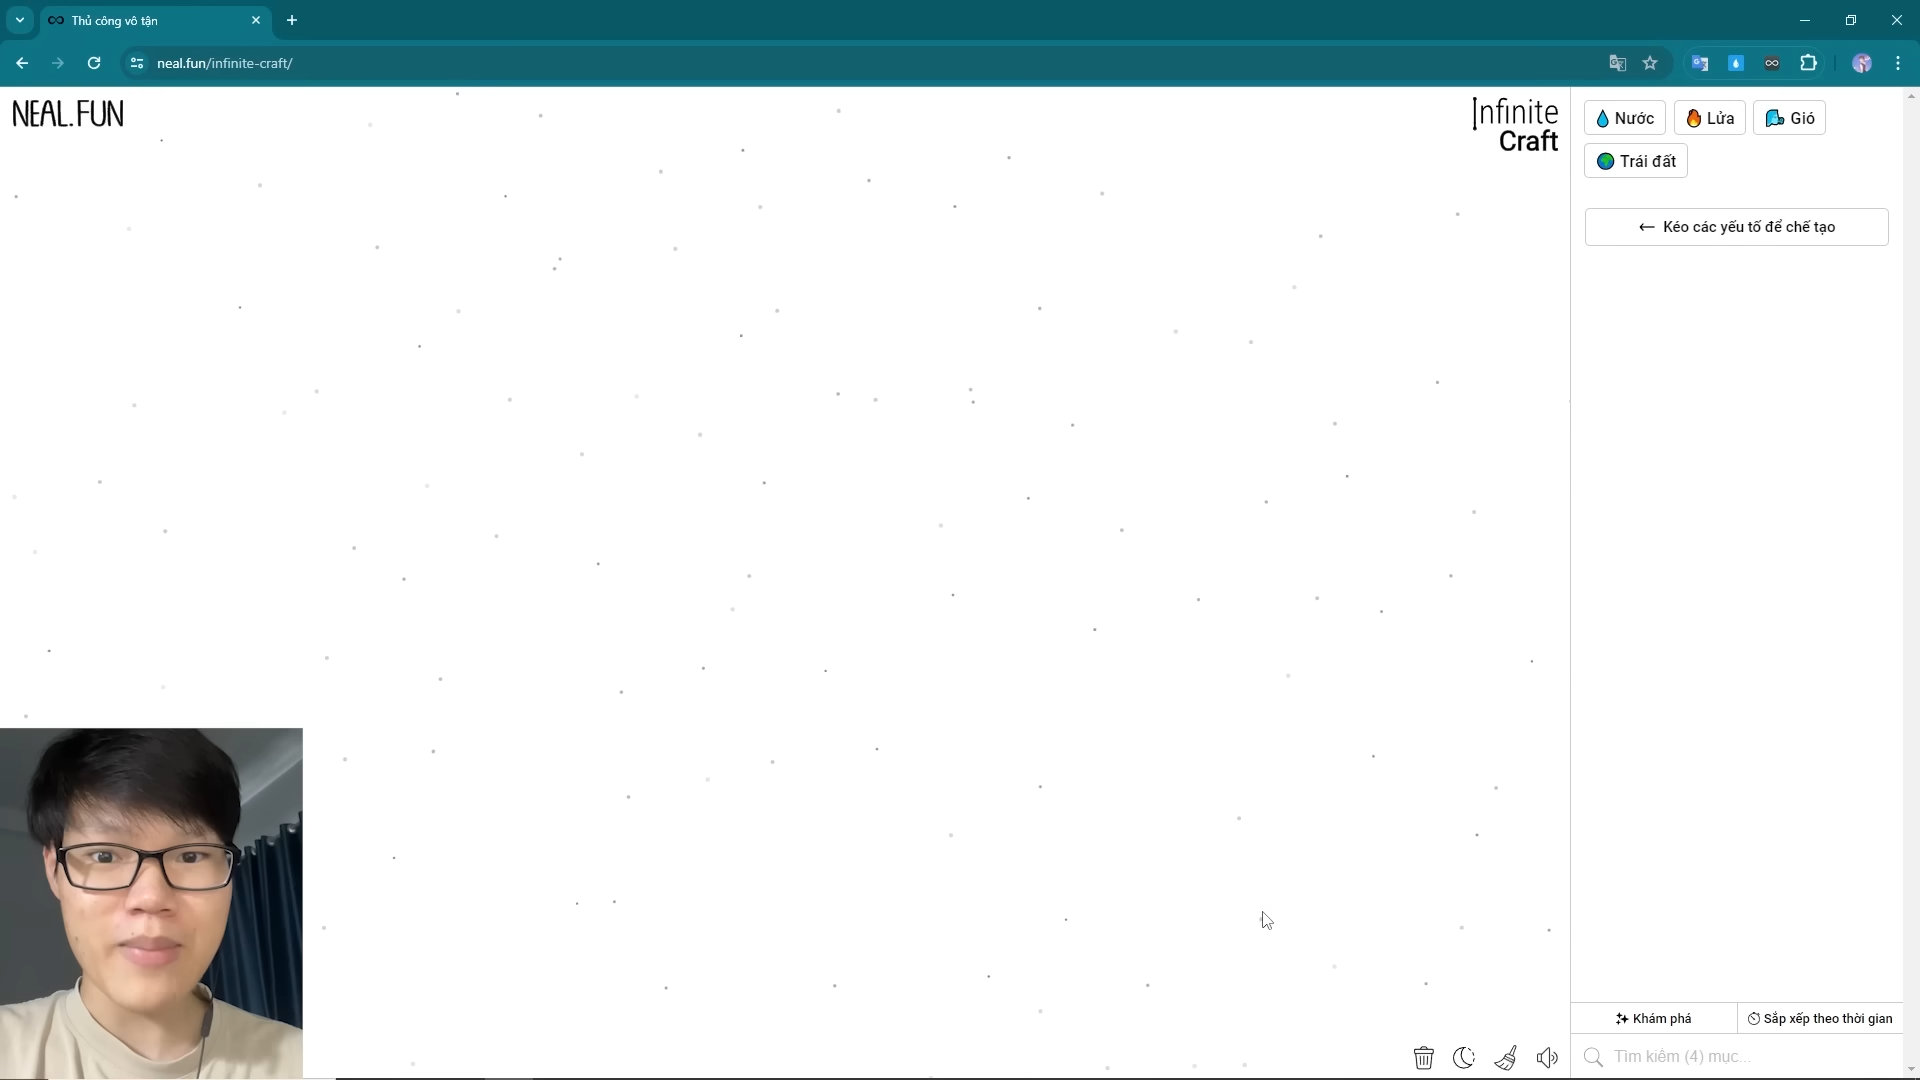 Thủ công vô tận
neal.fun/infinite-craft/
NEAL.FUN
Infinite
Craft
Nước
Lửa
Gió
Trái đất
← Kéo các yếu tố để chế tạo
Khám phá
Sắp xếp theo thời gian
Tìm kiếm (4) mục...